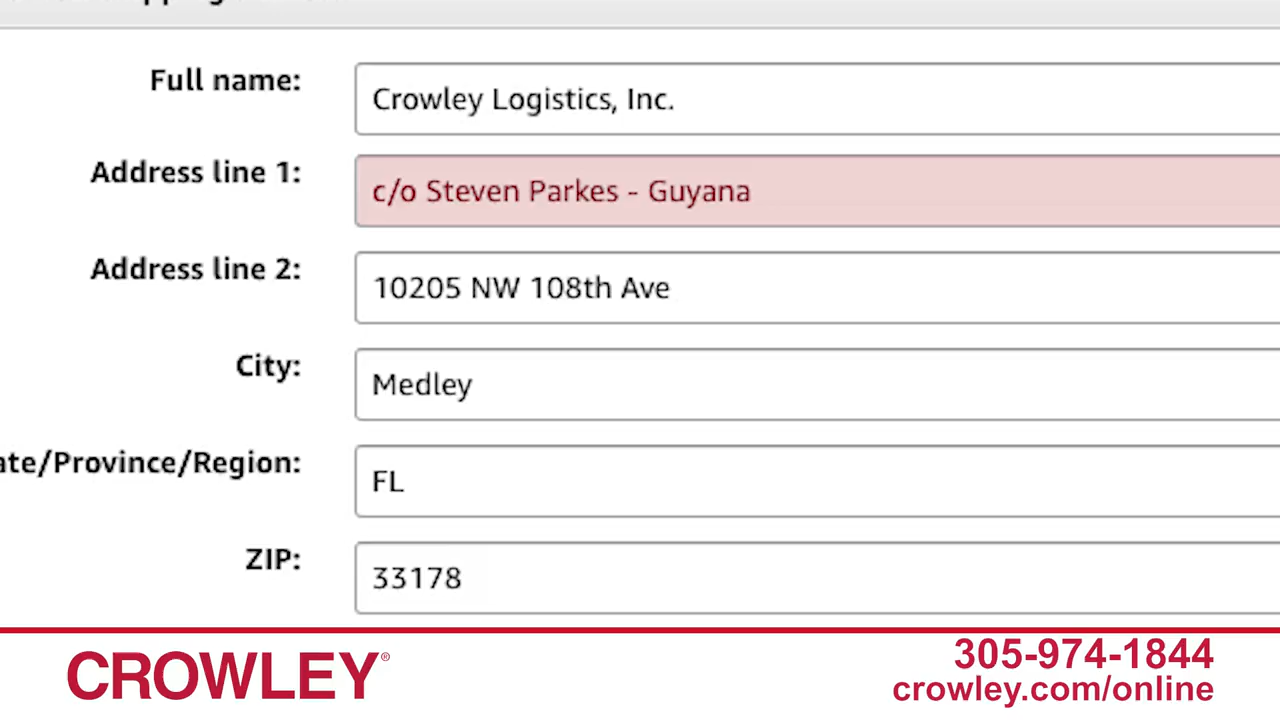 Full name:
Crowley Logistics, Inc.
Address line 1:
c/o Steven Parkes - Guyana
Address line 2:
10205 NW 108th Ave
City:
Medley
ate/Province/Region:
FL
ZIP:
33178
CROWLEY®
305-974-1844
crowley.com/online